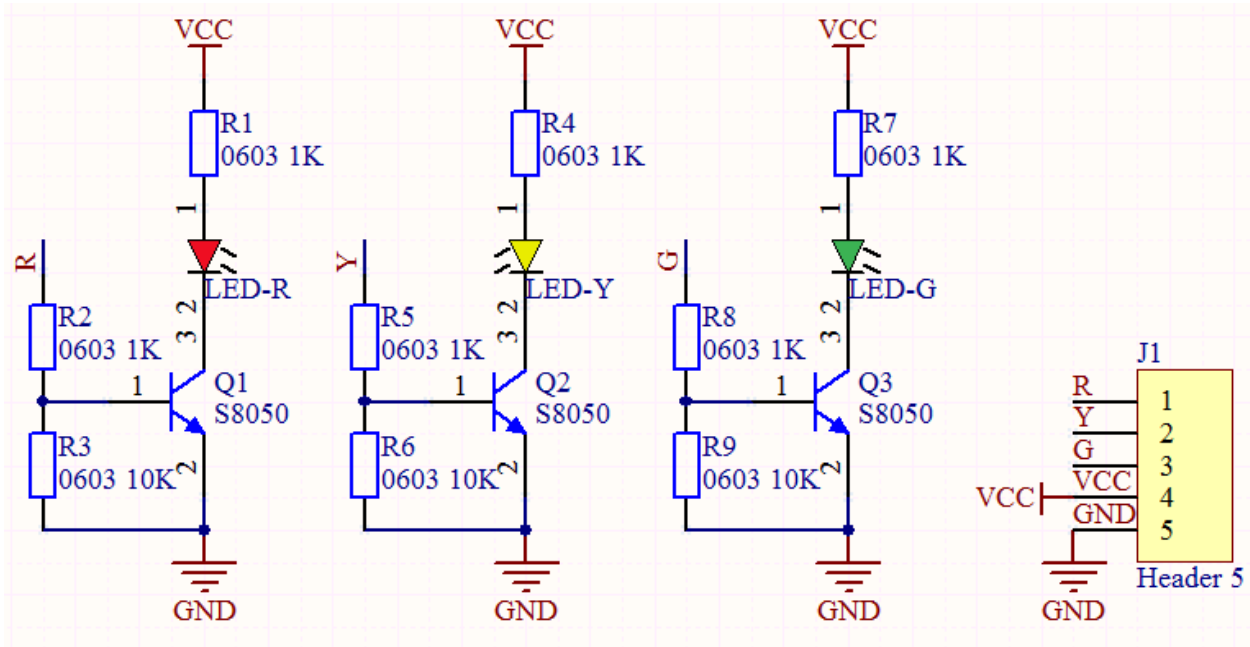 VCC
R1
0603 1K
1
LED-R
2
R
R2
0603 1K
3
1
Q1
S8050
R3
0603 10K
2
GND
VCC
R4
0603 1K
1
LED-Y
2
Y
R5
0603 1K
3
1
Q2
S8050
R6
0603 10K
2
GND
VCC
R7
0603 1K
1
LED-G
2
G
R8
0603 1K
3
1
Q3
S8050
R9
0603 10K
2
GND
J1
R 1
Y 2
G 3
VCC VCC 4
GND 5
Header 5
GND